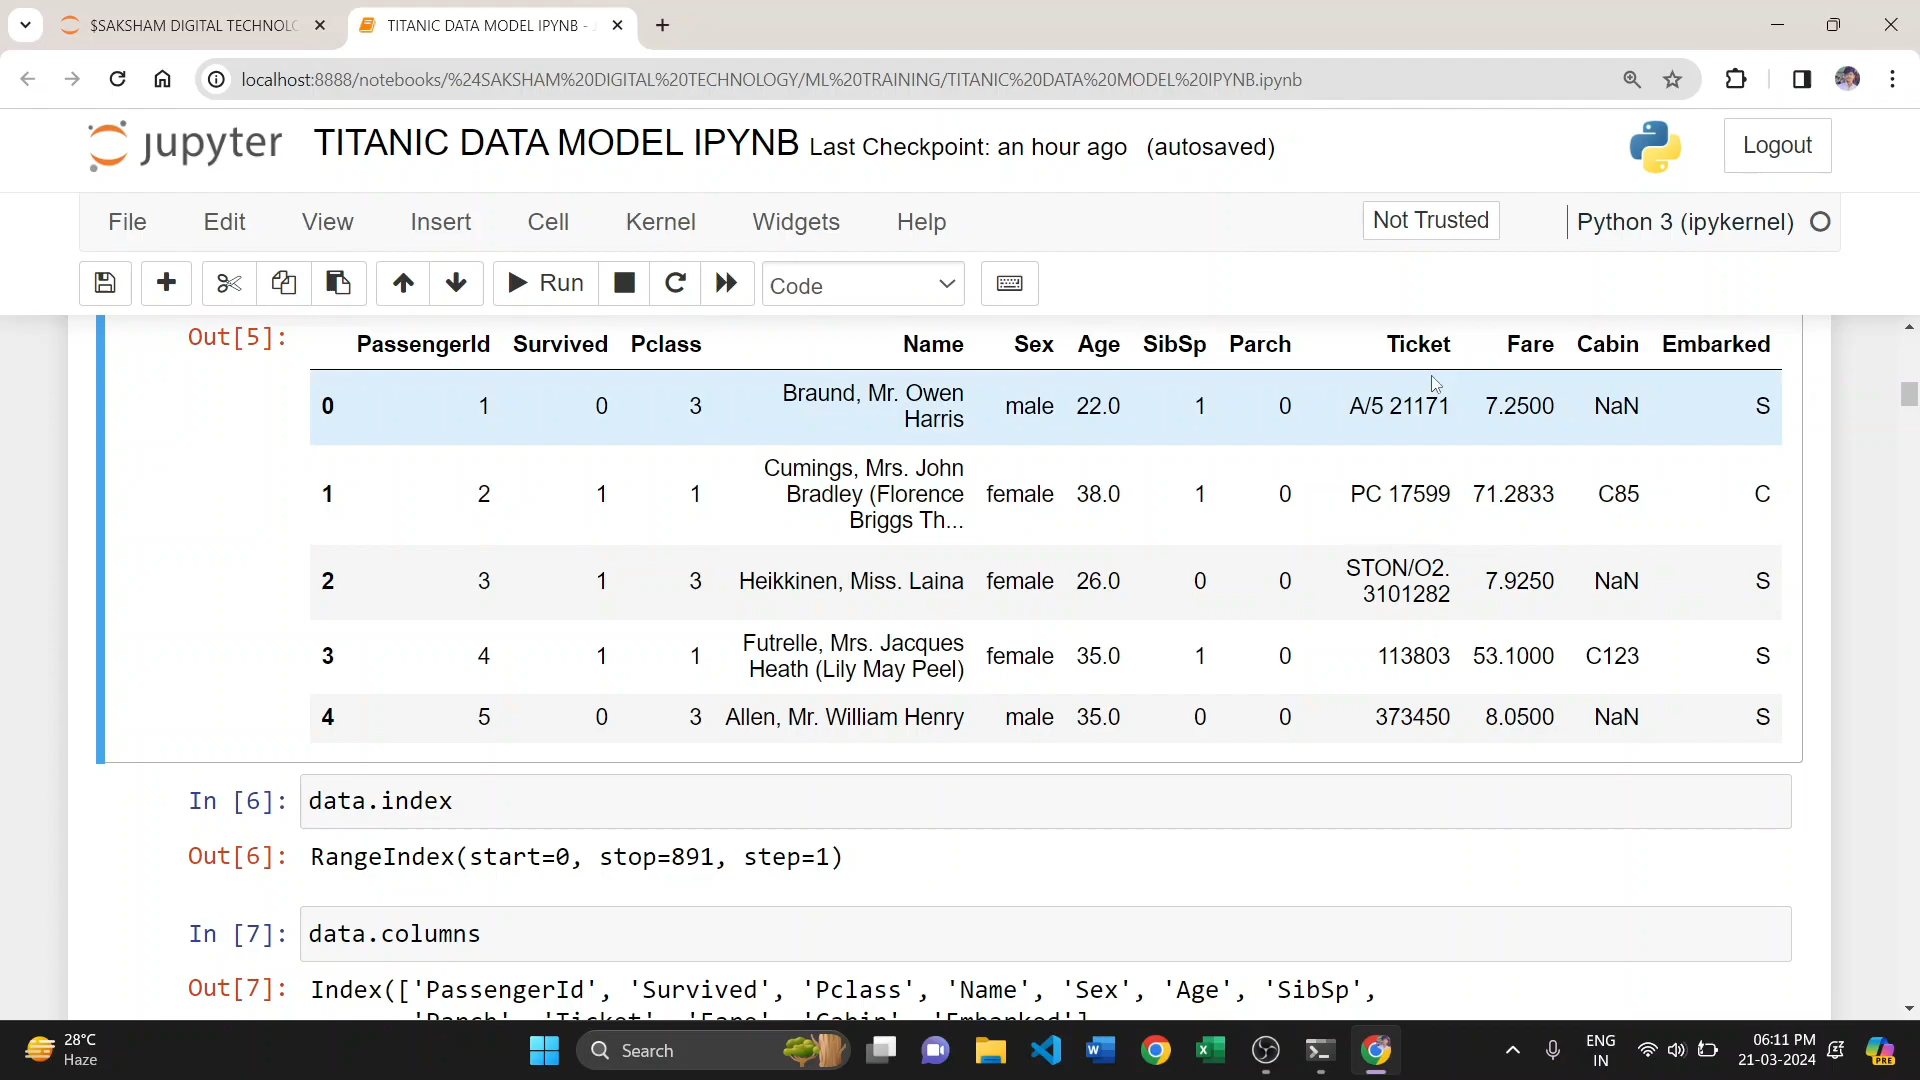 $SAKSHAM DIGITAL TECHNOLO
TITANIC DATA MODEL IPYNB -
localhost:8888/notebooks/%24SAKSHAM%20DIGITAL%20TECHNOLOGY/ML%20TRAINING/TITANIC%20DATA%20MODEL%20IPYNB.ipynb
jupyter TITANIC DATA MODEL IPYNB Last Checkpoint: an hour ago (autosaved)
Logout
File Edit View Insert Cell Kernel Widgets Help
Not Trusted
Python 3 (ipykernel)
Run
Code
Out[5]:
PassengerId Survived Pclass Name Sex Age SibSp Parch Ticket Fare Cabin Embarked
0 1 0 3 Braund, Mr. Owen Harris male 22.0 1 0 A/5 21171 7.2500 NaN S
1 2 1 1 Cumings, Mrs. John Bradley (Florence Briggs Th... female 38.0 1 0 PC 17599 71.2833 C85 C
2 3 1 3 Heikkinen, Miss. Laina female 26.0 0 0 STON/O2. 3101282 7.9250 NaN S
3 4 1 1 Futrelle, Mrs. Jacques Heath (Lily May Peel) female 35.0 1 0 113803 53.1000 C123 S
4 5 0 3 Allen, Mr. William Henry male 35.0 0 0 373450 8.0500 NaN S
In [6]: data.index
Out[6]: RangeIndex(start=0, stop=891, step=1)
In [7]: data.columns
Out[7]: Index(['PassengerId', 'Survived', 'Pclass', 'Name', 'Sex', 'Age', 'SibSp',
'Parch', 'Ticket', 'Fare', 'Cabin', 'Embarked'],
28°C
Haze
Search
ENG
IN
06:11 PM
21-03-2024
PRE